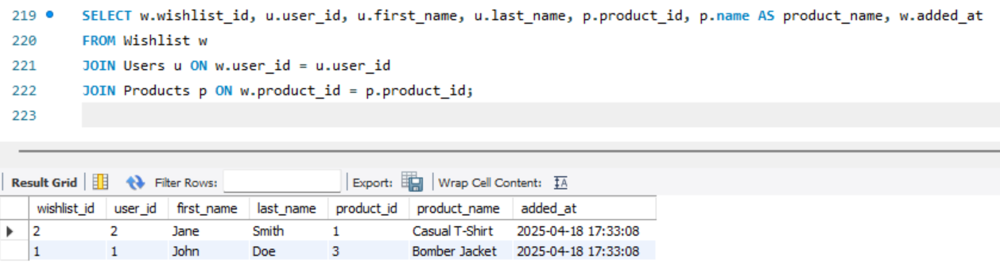 219 SELECT w.wishlist_id, u.user_id, u.first_name, u.last_name, p.product_id, p.name AS product_name, w.added_at
220 FROM Wishlist w
221 JOIN Users u ON w.user_id = u.user_id
222 JOIN Products p ON w.product_id = p.product_id;
223
Result Grid Filter Rows: Export: Wrap Cell Content: IA
wishlist_id user_id first_name last_name product_id product_name added_at
2 2 Jane Smith 1 Casual T-Shirt 2025-04-18 17:33:08
1 1 John Doe 3 Bomber Jacket 2025-04-18 17:33:08